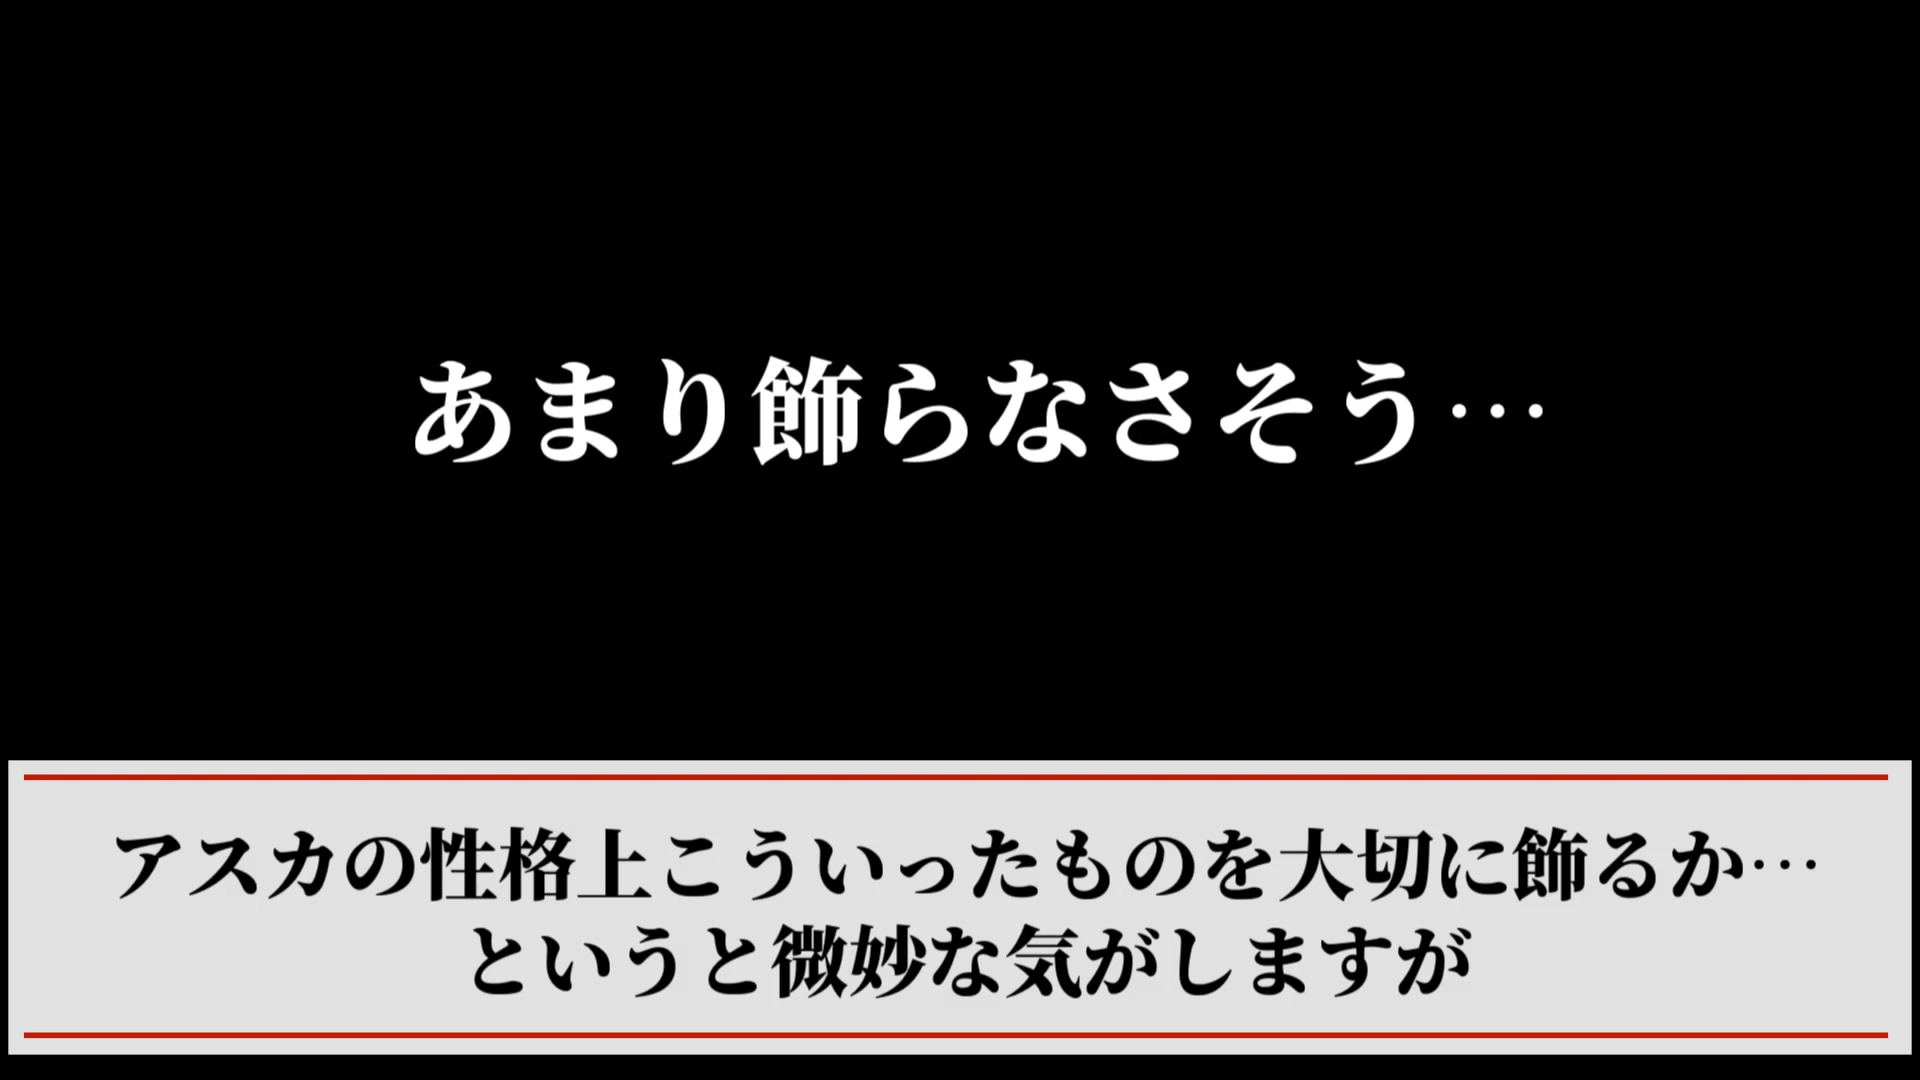 あまり飾らなさそう…
アスカの性格上こういったものを大切に飾るか…
というと微妙な気がしますが